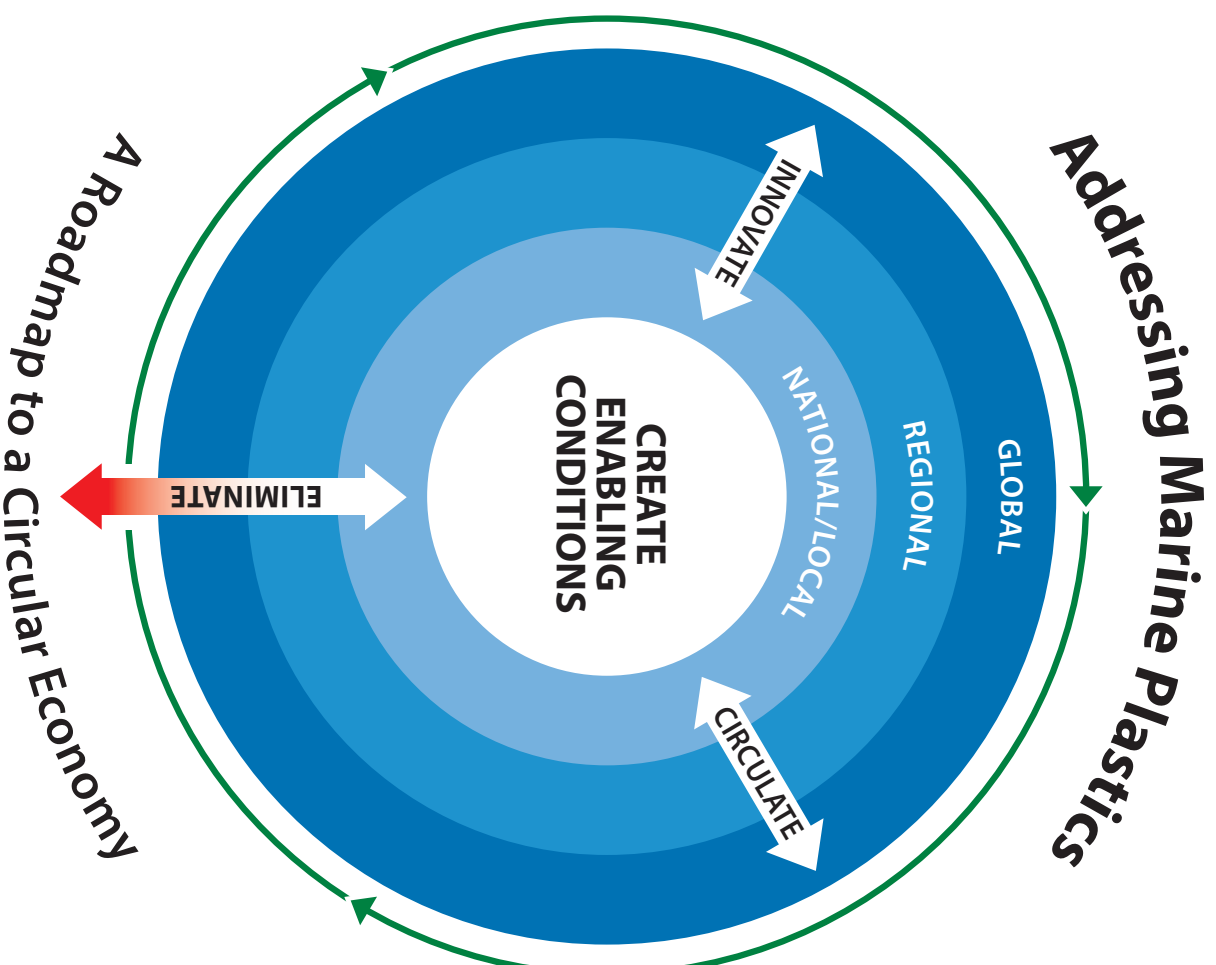 Addressing Marine Plastics
GLOBAL
REGIONAL
NATIONAL/LOCAL
INNOVATE
CIRCULATE
CREATE
ENABLING
CONDITIONS
ELIMINATE
A Roadmap to a Circular Economy